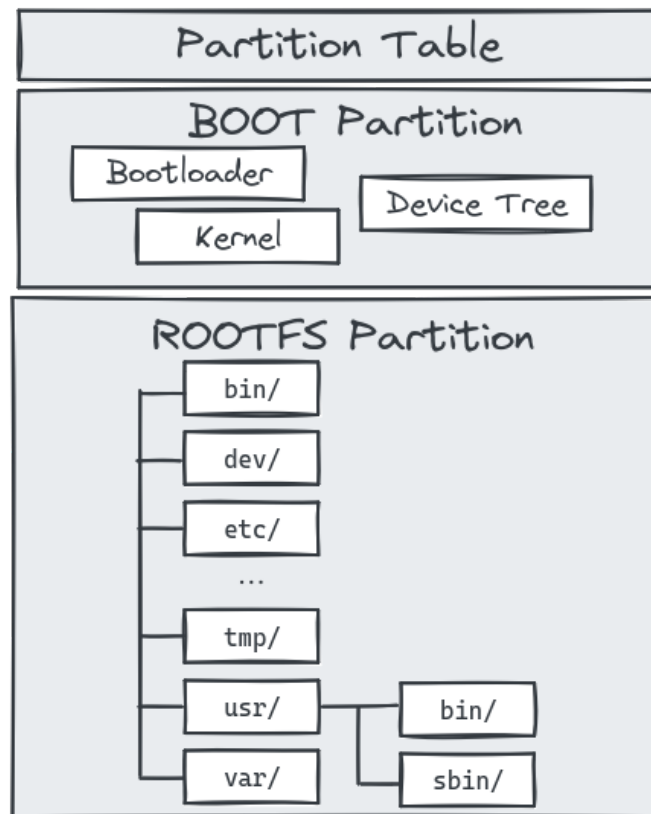 Partition Table
BOOT Partition
Bootloader
Device Tree
Kernel
ROOTFS Partition
bin/
dev/
etc/
...
tmp/
usr/
bin/
var/
sbin/